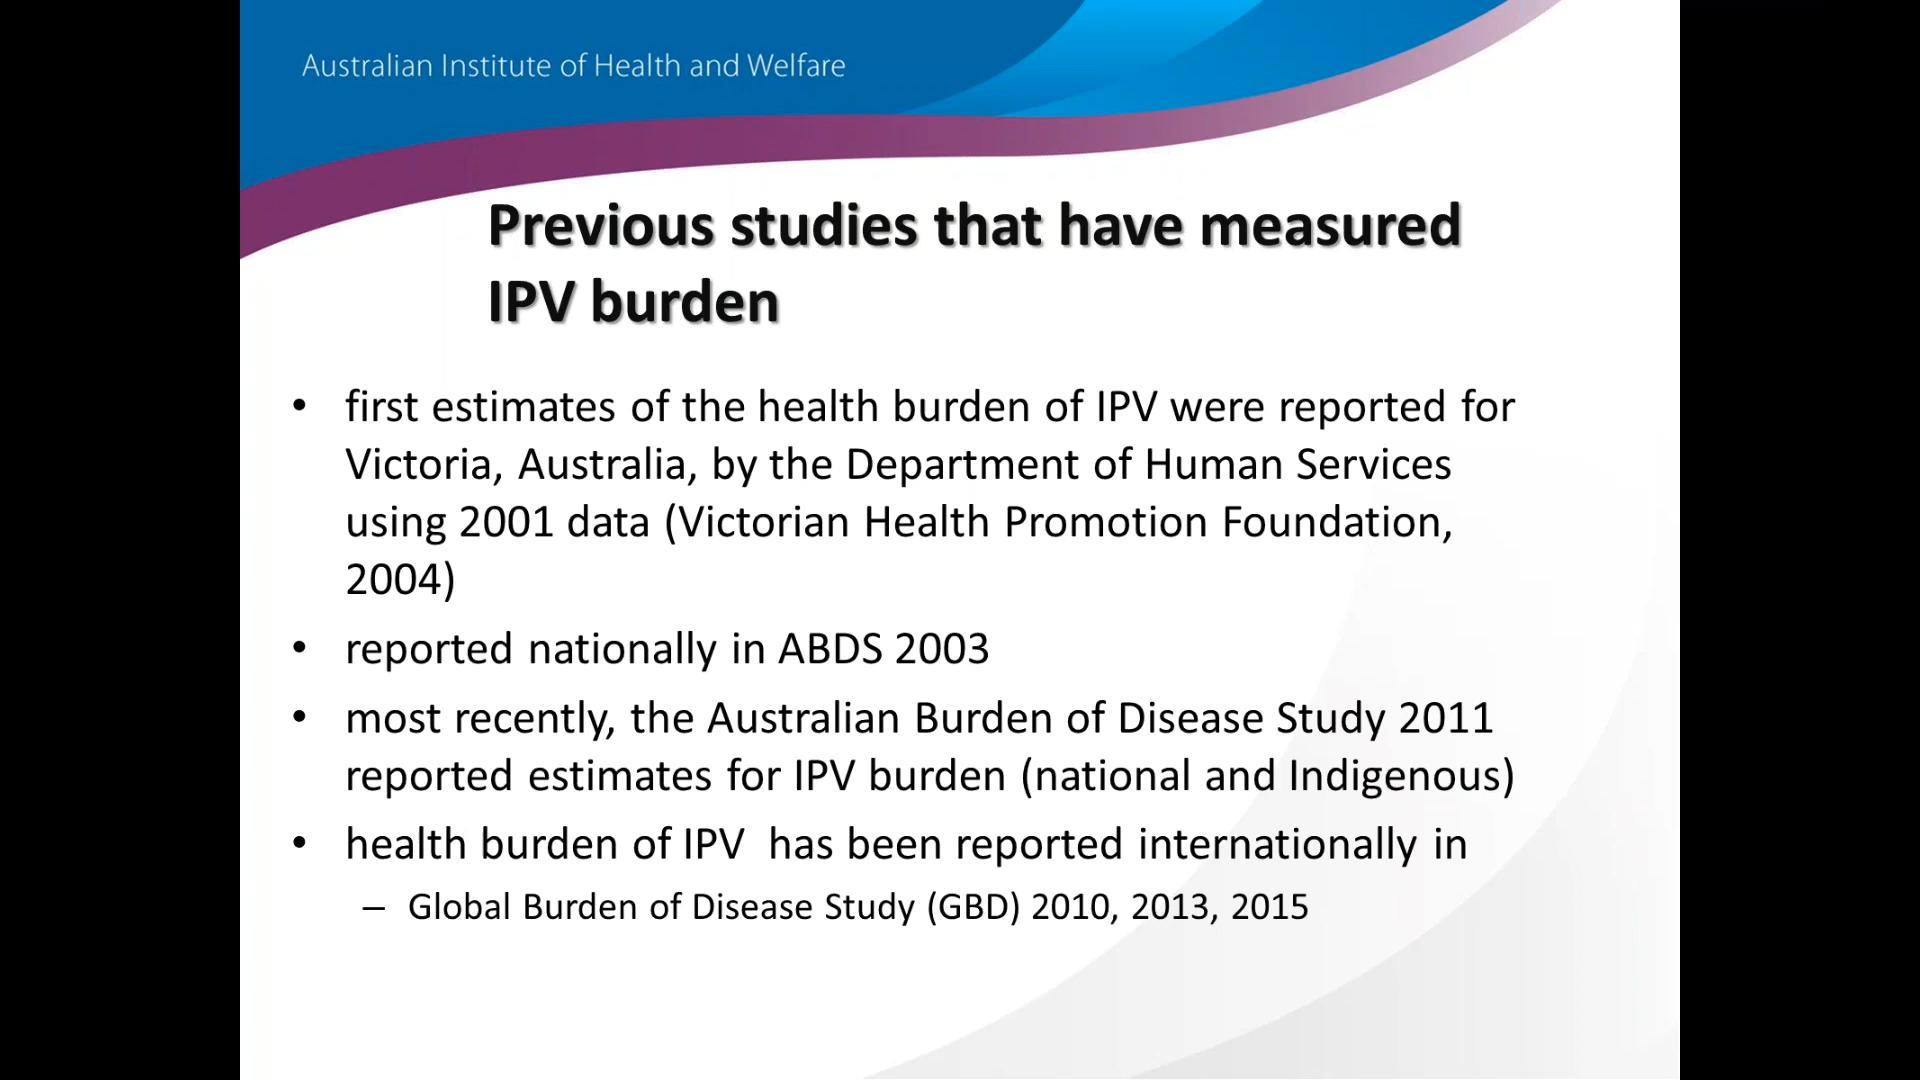 Australian Institute of Health and Welfare
Previous studies that have measured
IPV burden
• first estimates of the health burden of IPV were reported for
Victoria, Australia, by the Department of Human Services
using 2001 data (Victorian Health Promotion Foundation,
2004)
• reported nationally in ABDS 2003
• most recently, the Australian Burden of Disease Study 2011
reported estimates for IPV burden (national and Indigenous)
• health burden of IPV  has been reported internationally in
– Global Burden of Disease Study (GBD) 2010, 2013, 2015